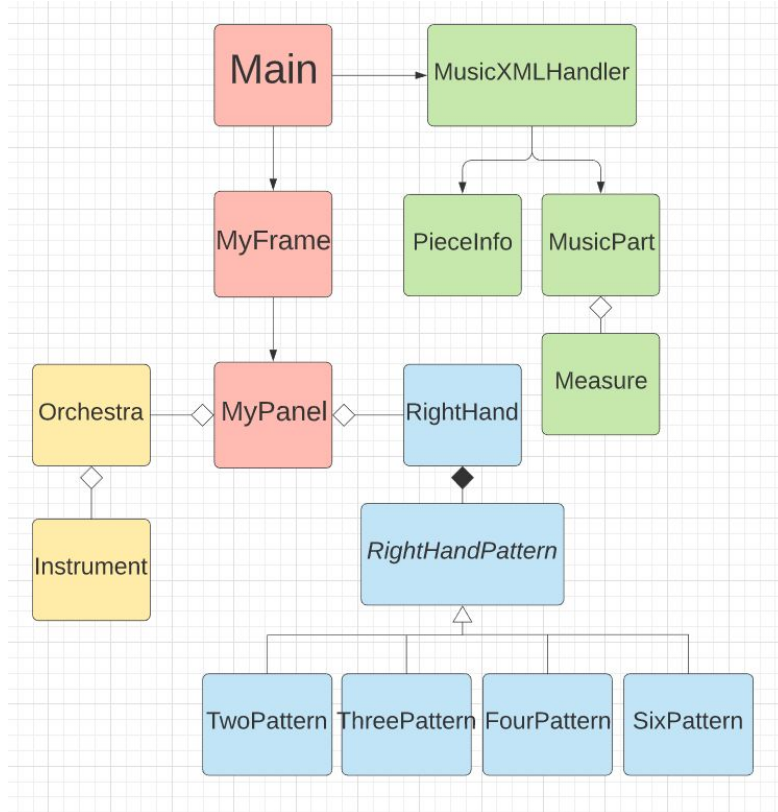 Main
MusicXMLHandler
MyFrame
PieceInfo
MusicPart
Orchestra
MyPanel
RightHand
Measure
Instrument
RightHandPattern
TwoPattern
ThreePattern
FourPattern
SixPattern